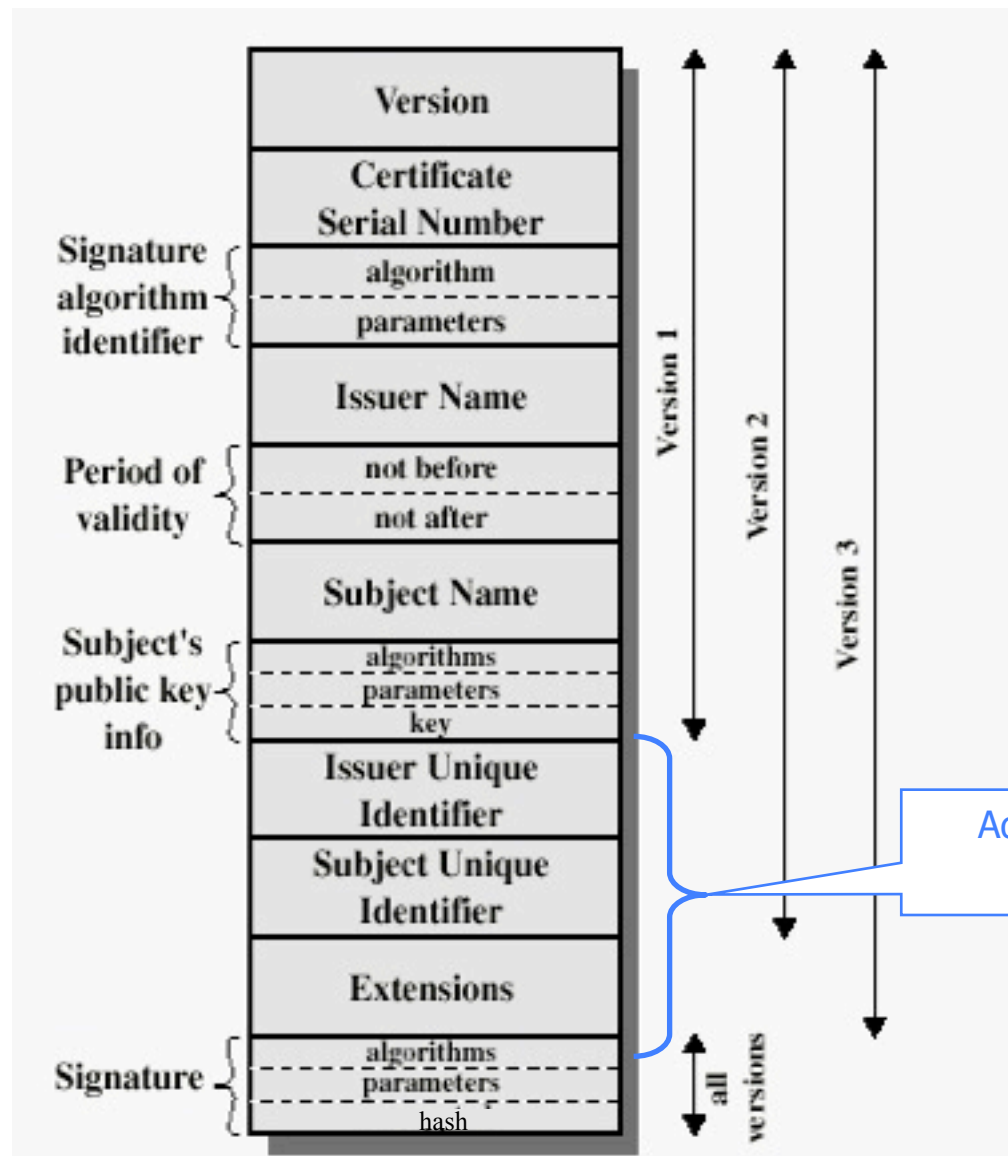 Version
Certificate
Serial Number
Signature
algorithm
identifier
algorithm
parameters
Issuer Name
Period of
validity
not before
not after
Subject Name
Subject's
public key
info
algorithms
parameters
key
Issuer Unique
Identifier
Subject Unique
Identifier
Extensions
Signature
algorithms
parameters
hash
Version 1
Version 2
Version 3
all
versions